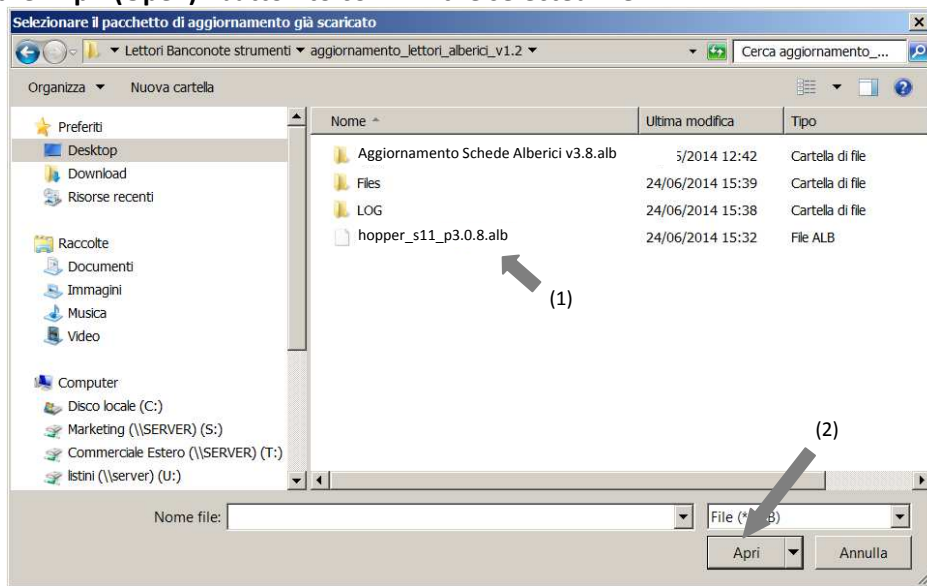 Selezionare il pacchetto di aggiornamento già scaricato
Lettori Banconote strumenti aggiornamento_lettori_alberici_v1.2 Cerca aggiornamento_...
Organizza Nuova cartella
Preferiti
Desktop
Download
Risorse recenti
Raccolte
Documenti
Immagini
Musica
Video
Computer
Disco locale (C:)
Marketing (\\SERVER) (S:)
Commerciale Estero (\\SERVER) (T:)
listini (\\server) (U:)
Nome Ultima modifica Tipo
Aggiornamento Schede Alberici v3.8.alb /2014 12:42 Cartella di file
Files 24/06/2014 15:39 Cartella di file
LOG 24/06/2014 15:38 Cartella di file
hopper_s11_p3.0.8.alb 24/06/2014 15:32 File ALB
(1)
(2)
Nome file: File (*
Apri Annulla